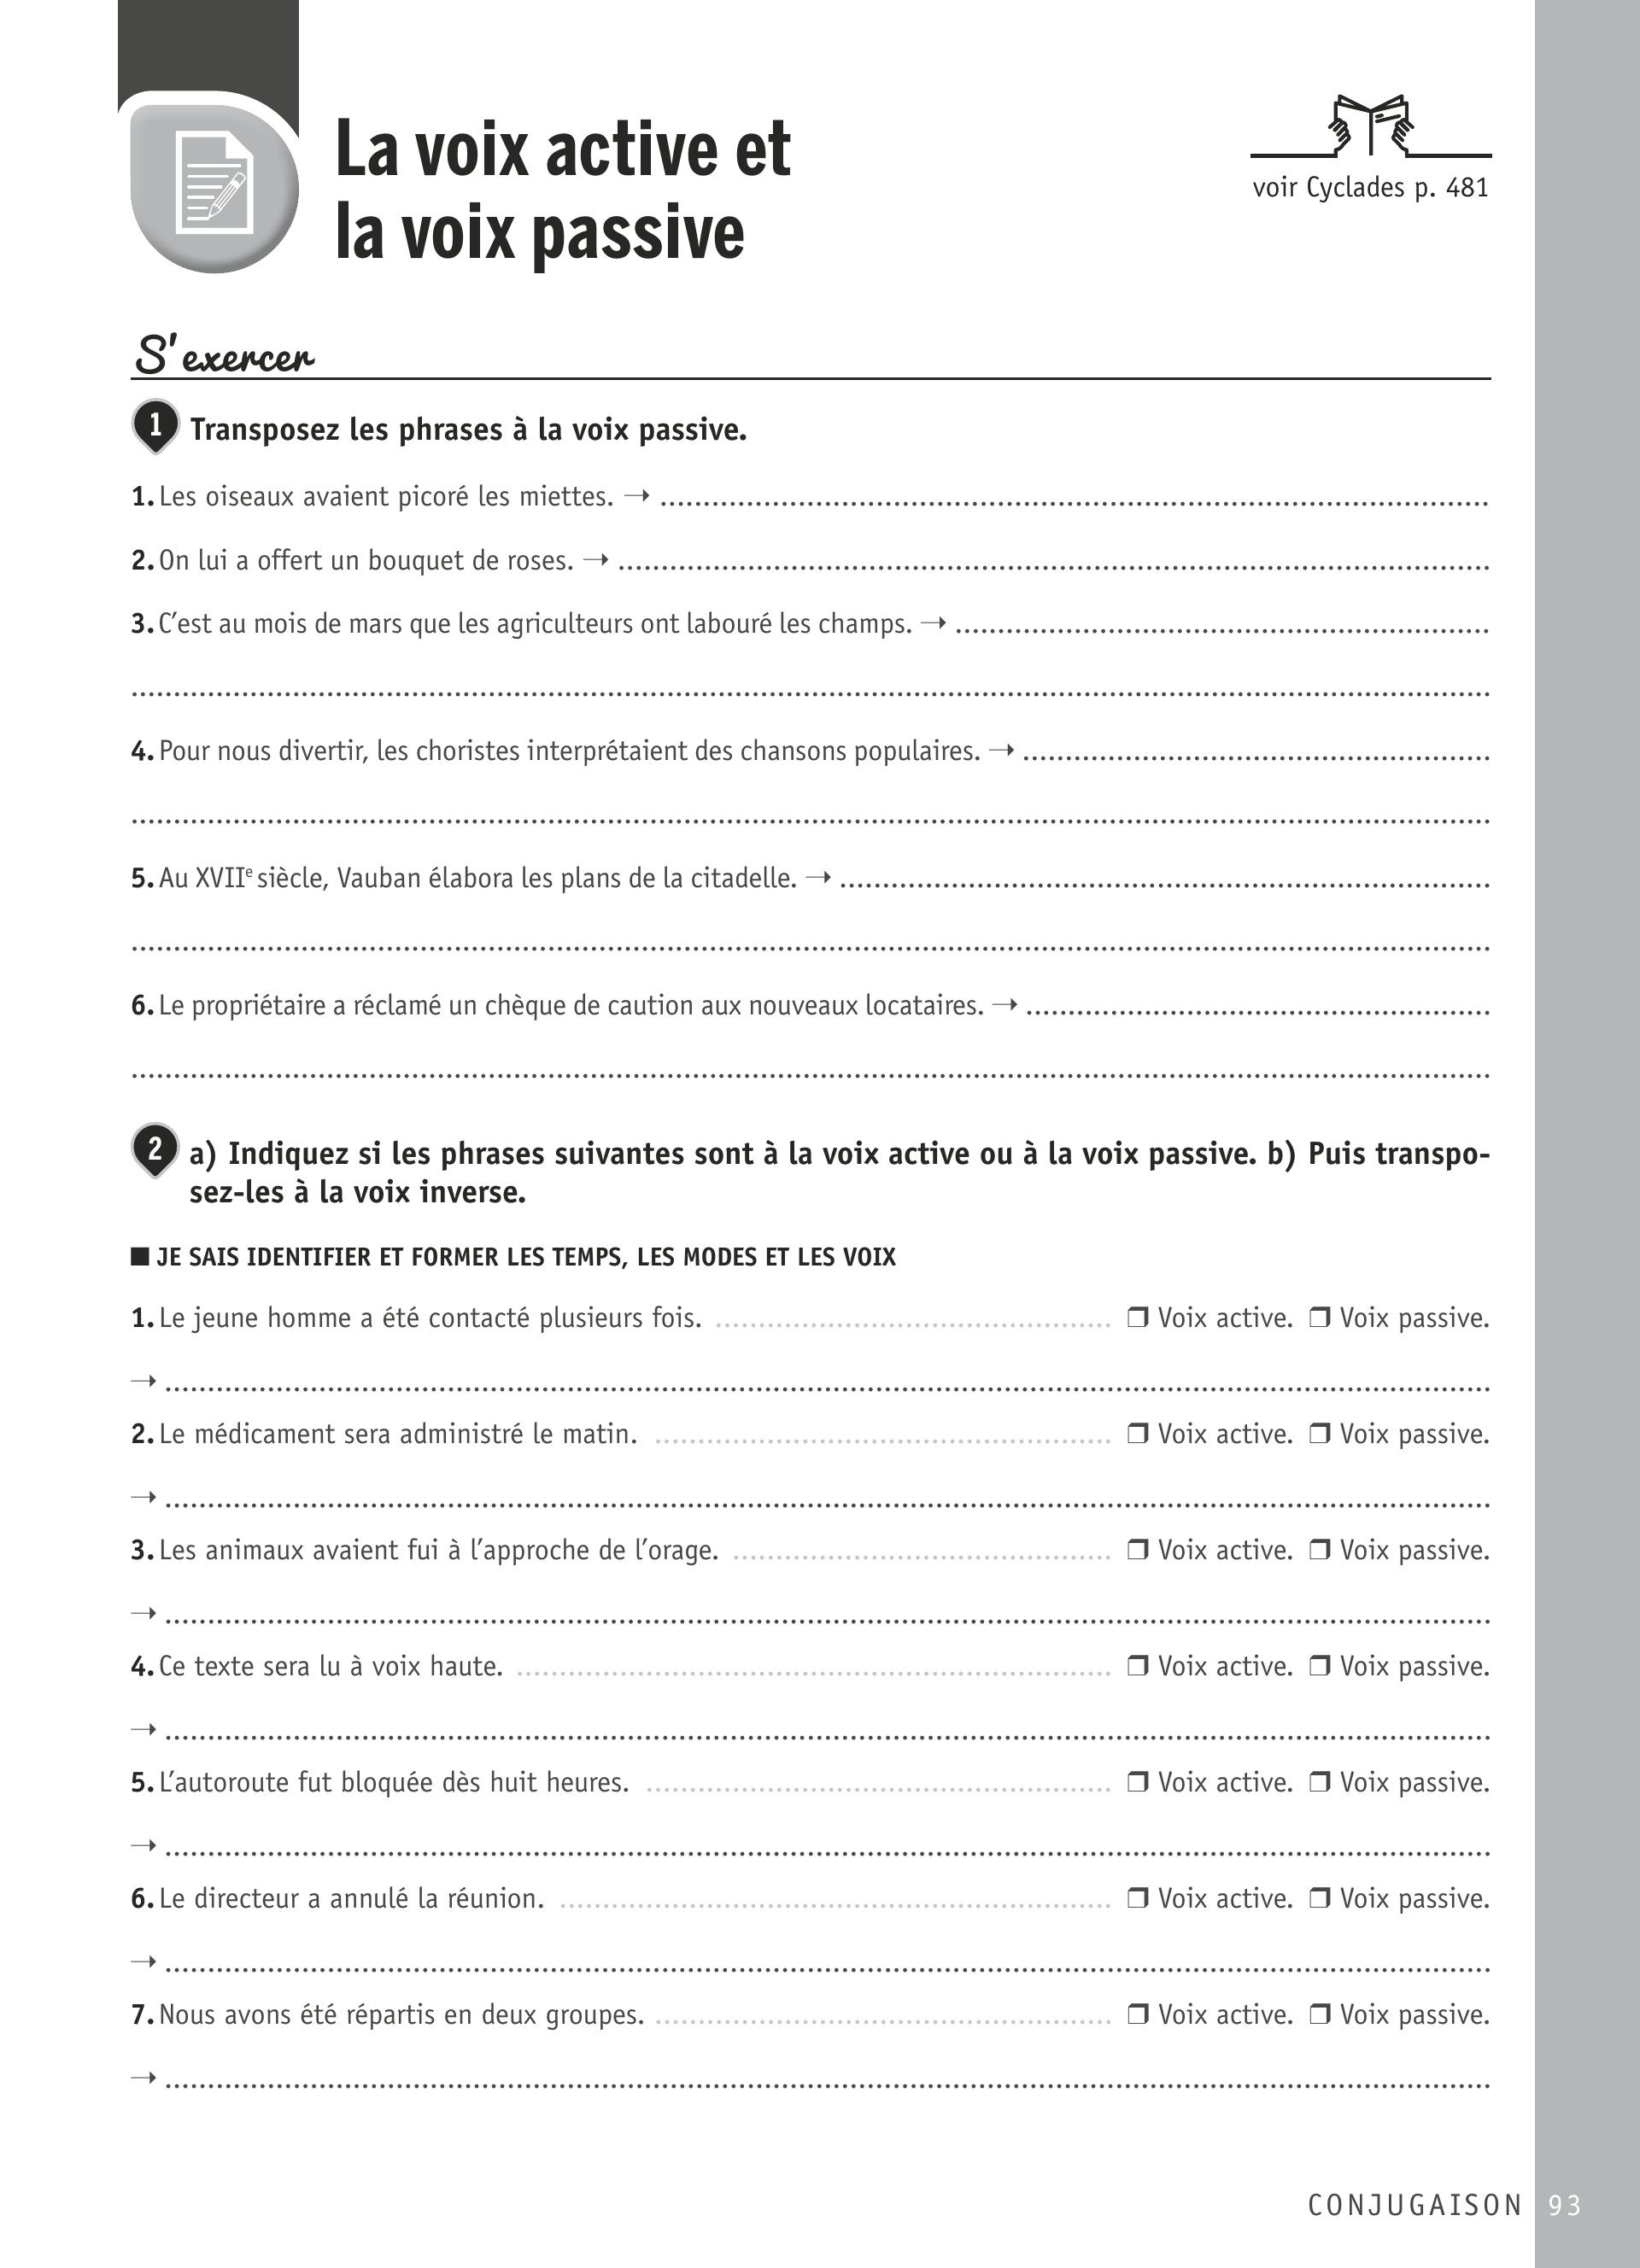 La voix active et
la voix passive
voir Cyclades p. 481
S'exercer
1 Transposez les phrases à la voix passive.
1. Les oiseaux avaient picoré les miettes. → ..........
2. On lui a offert un bouquet de roses. → ..........
3. C'est au mois de mars que les agriculteurs ont labouré les champs. → ..........
..........
4. Pour nous divertir, les choristes interprétaient des chansons populaires. → ..........
..........
5. Au XVIIe siècle, Vauban élabora les plans de la citadelle. → ..........
..........
6. Le propriétaire a réclamé un chèque de caution aux nouveaux locataires. → ..........
..........
2 a) Indiquez si les phrases suivantes sont à la voix active ou à la voix passive. b) Puis transpo-
sez-les à la voix inverse.
■ JE SAIS IDENTIFIER ET FORMER LES TEMPS, LES MODES ET LES VOIX
1. Le jeune homme a été contacté plusieurs fois. .......... ❐ Voix active. ❐ Voix passive.
→ ..........
2. Le médicament sera administré le matin. .......... ❐ Voix active. ❐ Voix passive.
→ ..........
3. Les animaux avaient fui à l'approche de l'orage. .......... ❐ Voix active. ❐ Voix passive.
→ ..........
4. Ce texte sera lu à voix haute. .......... ❐ Voix active. ❐ Voix passive.
→ ..........
5. L'autoroute fut bloquée dès huit heures. .......... ❐ Voix active. ❐ Voix passive.
→ ..........
6. Le directeur a annulé la réunion. .......... ❐ Voix active. ❐ Voix passive.
→ ..........
7. Nous avons été répartis en deux groupes. .......... ❐ Voix active. ❐ Voix passive.
→ ..........
CONJUGAISON 93